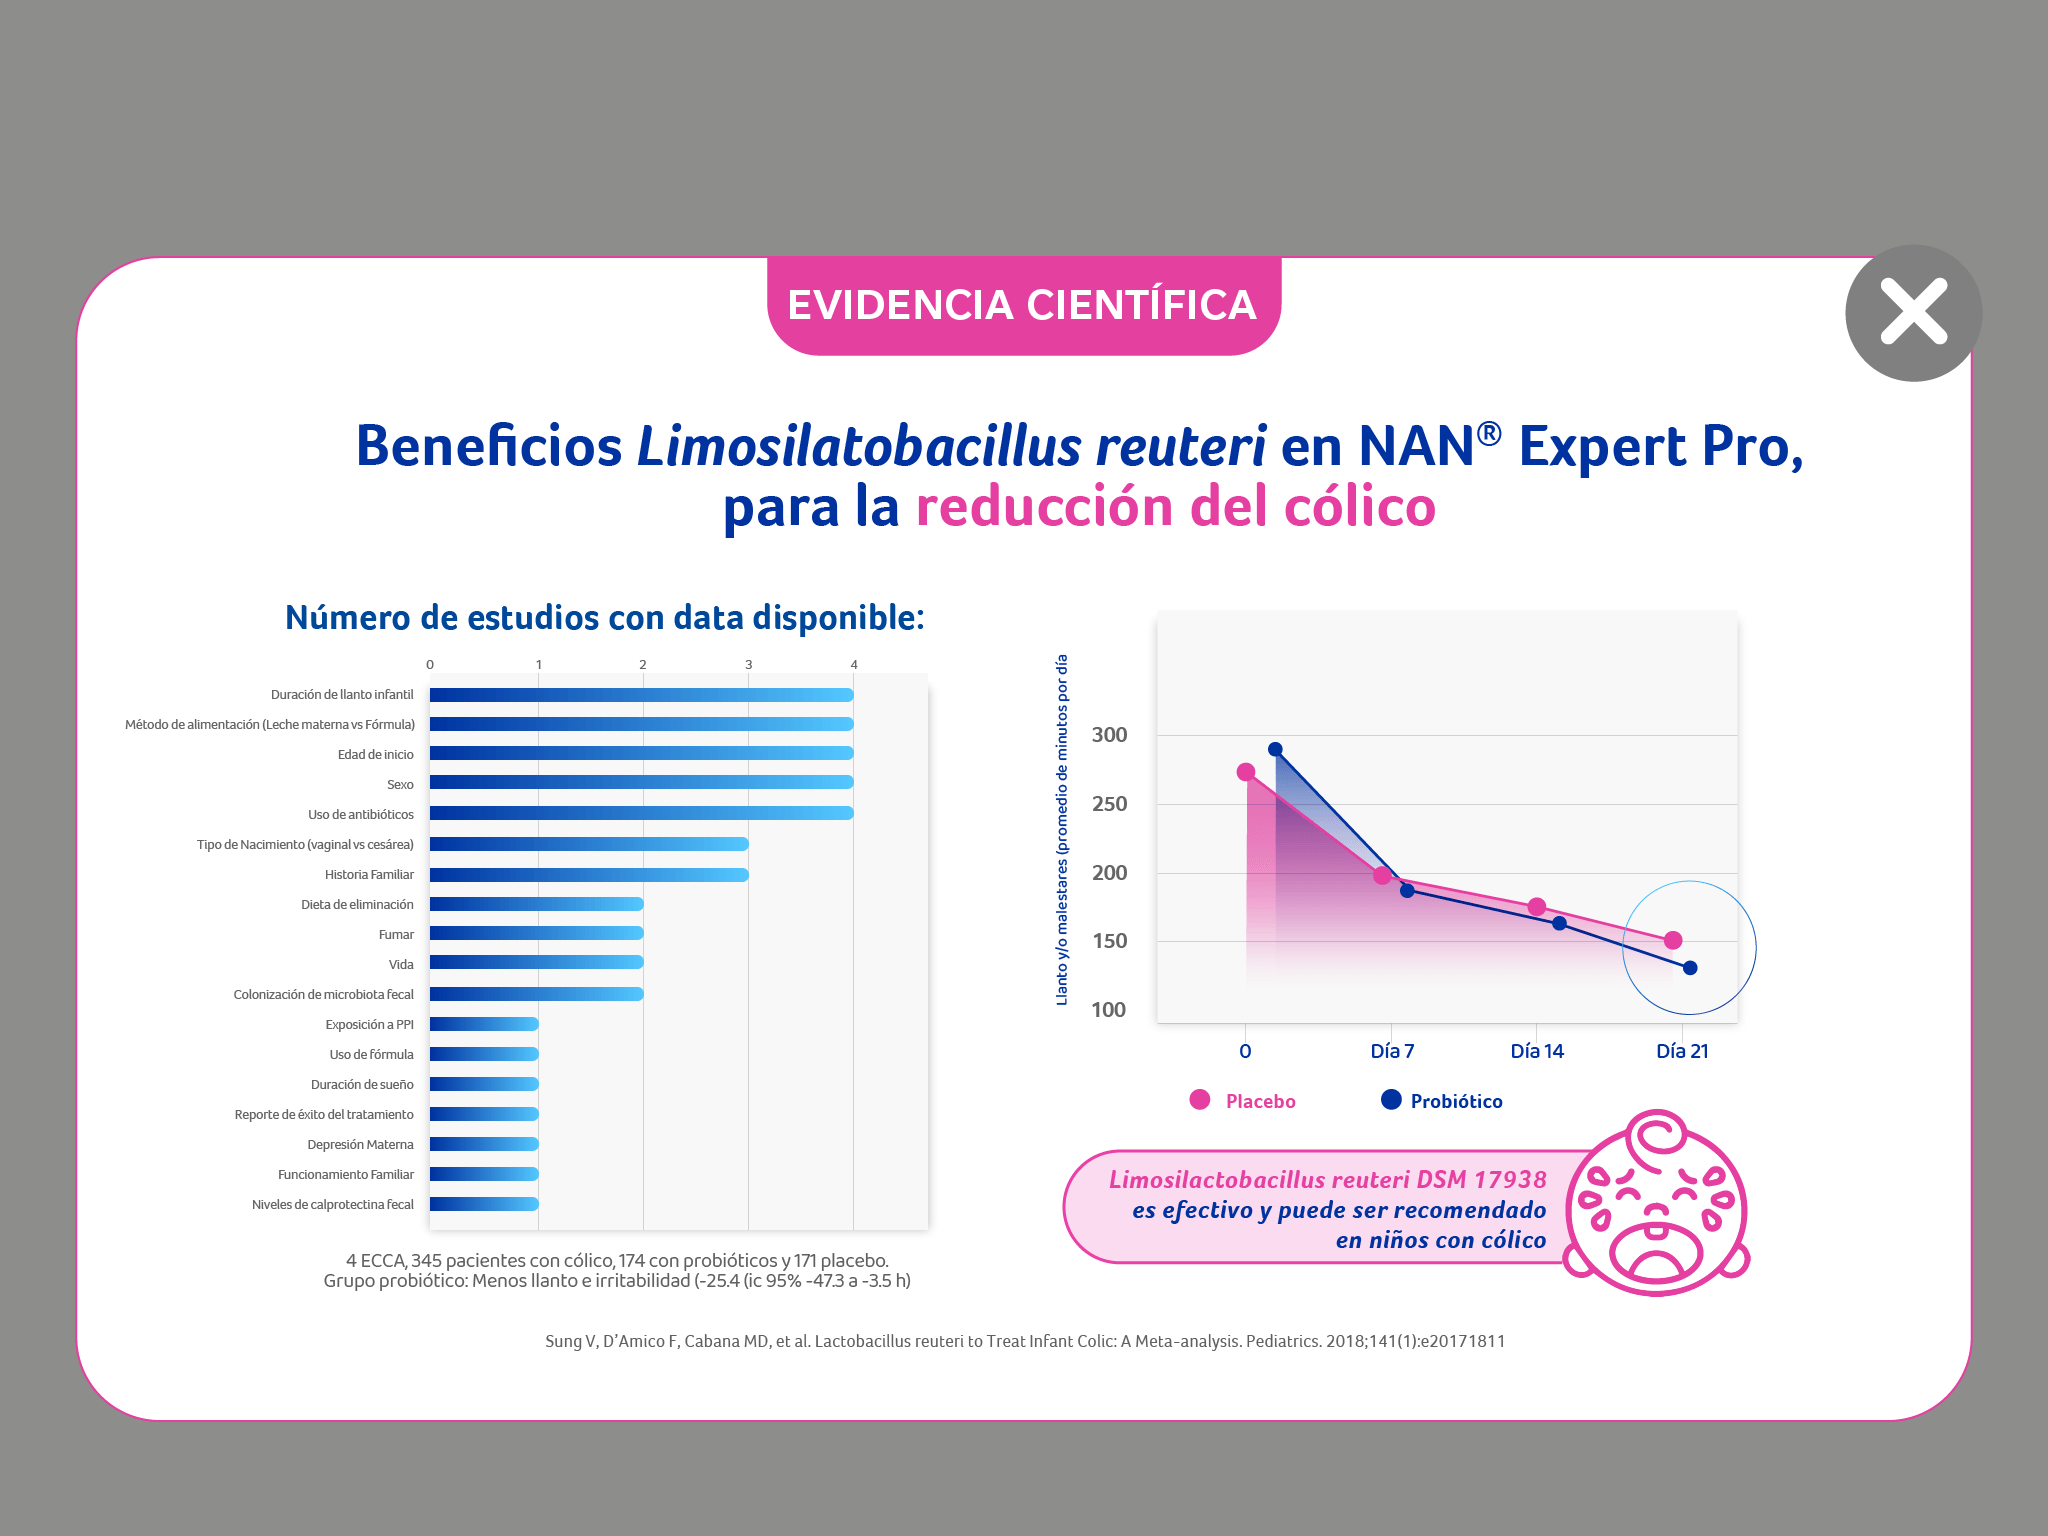 EVIDENCIA CIENTÍFICA
Beneficios Limosilatobacillus reuteri en NAN® Expert Pro,
para la reducción del cólico
Número de estudios con data disponible:
0 1 2 3 4
Duración de llanto infantil
Método de alimentación (Leche materna vs Fórmula)
Edad de inicio
Sexo
Uso de antibióticos
Tipo de Nacimiento (vaginal vs cesárea)
Historia Familiar
Dieta de eliminación
Fumar
Vida
Colonización de microbiota fecal
Exposición a PPI
Uso de fórmula
Duración de sueño
Reporte de éxito del tratamiento
Depresión Materna
Funcionamiento Familiar
Niveles de calprotectina fecal
4 ECCA, 345 pacientes con cólico, 174 con probióticos y 171 placebo.
Grupo probiótico: Menos llanto e irritabilidad (-25.4 (ic 95% -47.3 a -3.5 h)
Llanto y/o malestares (promedio de minutos por día
300
250
200
150
100
0 Día 7 Día 14 Día 21
Placebo Probiótico
Limosilactobacillus reuteri DSM 17938
es efectivo y puede ser recomendado
en niños con cólico
Sung V, D'Amico F, Cabana MD, et al. Lactobacillus reuteri to Treat Infant Colic: A Meta-analysis. Pediatrics. 2018;141(1):e20171811